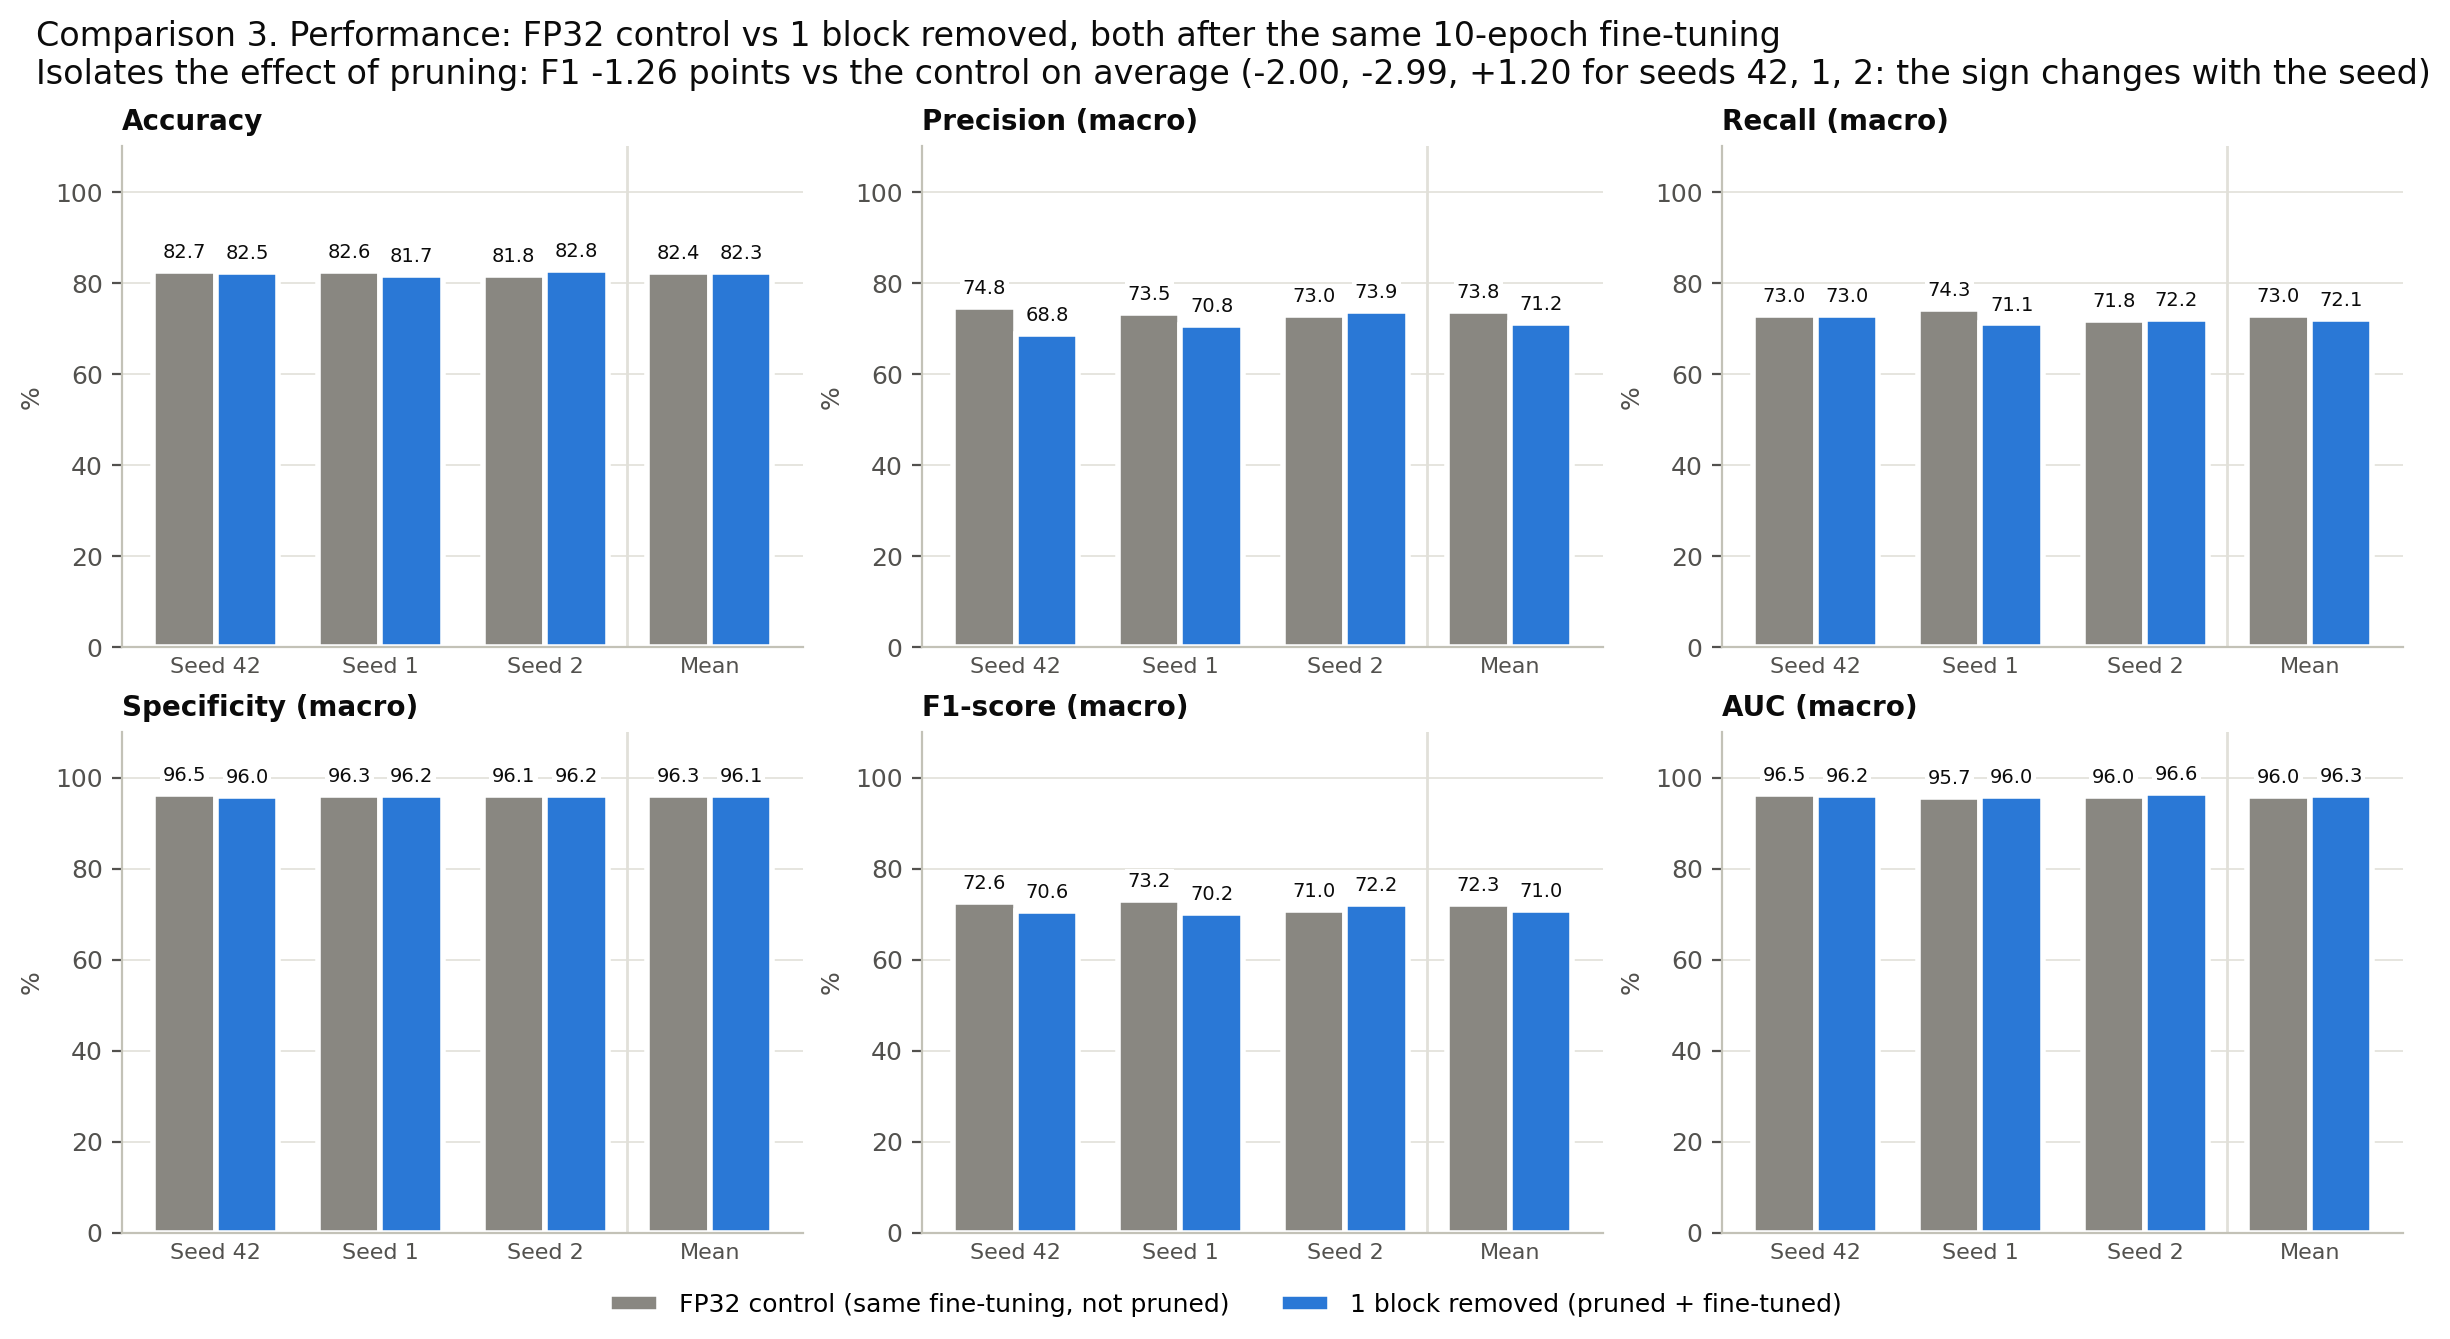 Comparison 3. Performance: FP32 control vs 1 block removed, both after the same 10-epoch fine-tuning
Isolates the effect of pruning: F1 -1.26 points vs the control on average (-2.00, -2.99, +1.20 for seeds 42, 1, 2: the sign changes with the seed)
Accuracy
%
100
80
60
40
20
0
82.7 82.5 82.6 81.7 81.8 82.8 82.4 82.3
Seed 42 Seed 1 Seed 2 Mean
Precision (macro)
%
100
80
60
40
20
0
74.8 68.8 73.5 70.8 73.0 73.9 73.8 71.2
Seed 42 Seed 1 Seed 2 Mean
Recall (macro)
%
100
80
60
40
20
0
73.0 73.0 74.3 71.1 71.8 72.2 73.0 72.1
Seed 42 Seed 1 Seed 2 Mean
Specificity (macro)
%
100
80
60
40
20
0
96.5 96.0 96.3 96.2 96.1 96.2 96.3 96.1
Seed 42 Seed 1 Seed 2 Mean
F1-score (macro)
%
100
80
60
40
20
0
72.6 70.6 73.2 70.2 71.0 72.2 72.3 71.0
Seed 42 Seed 1 Seed 2 Mean
AUC (macro)
%
100
80
60
40
20
0
96.5 96.2 95.7 96.0 96.0 96.6 96.0 96.3
Seed 42 Seed 1 Seed 2 Mean
FP32 control (same fine-tuning, not pruned)
1 block removed (pruned + fine-tuned)